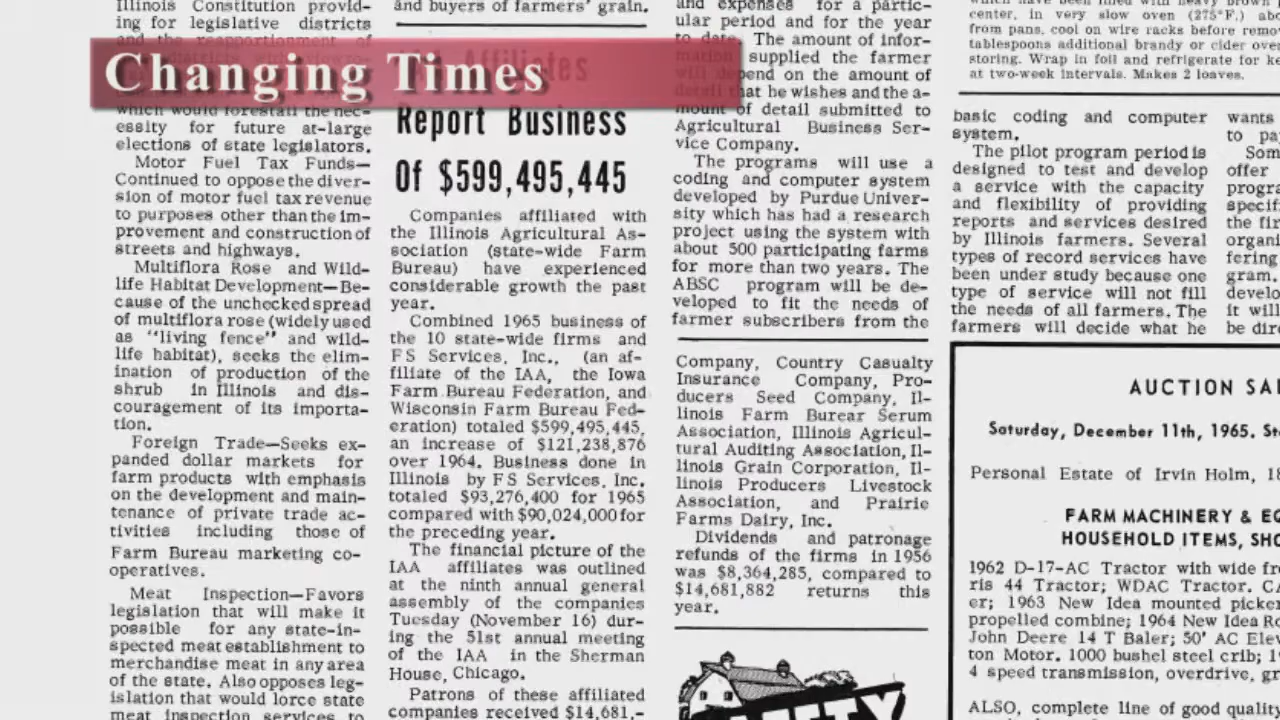 Changing Times
Illinois Constitution provid-
ing for legislative districts
and the reapportionment of
which would forestall the nec-
essity for future at-large
elections of state legislators.
Motor Fuel Tax Funds—
Continued to oppose the diver-
sion of motor fuel tax revenue
to purposes other than the im-
provement and construction of
streets and highways.
Multiflora Rose and Wild-
life Habitat Development—Be-
cause of the unchecked spread
of multiflora rose (widely used
as "living fence" and wild-
life habitat), seeks the elim-
ination of production of the
shrub in Illinois and dis-
couragement of its importa-
tion.
Foreign Trade—Seeks ex-
panded dollar markets for
farm products with emphasis
on the development and main-
tenance of private trade ac-
tivities including those of
Farm Bureau marketing co-
operatives.
Meat Inspection—Favors
legislation that will make it
possible for any state-in-
spected meat establishment to
merchandise meat in any area
of the state. Also opposes leg-
islation that would force state
meat inspection services to
and buyers of farmers' grain.
Affiliates
Report Business
Of $599,495,445
Companies affiliated with
the Illinois Agricultural As-
sociation (state-wide Farm
Bureau) have experienced
considerable growth the past
year.
Combined 1965 business of
the 10 state-wide firms and
FS Services, Inc., (an af-
filiate of the IAA, the Iowa
Farm Bureau Federation, and
Wisconsin Farm Bureau Fed-
eration) totaled $599,495,445,
an increase of $121,238,876
over 1964. Business done in
Illinois by FS Services, Inc.
totaled $93,276,400 for 1965
compared with $90,024,000 for
the preceding year.
The financial picture of the
IAA affiliates was outlined
at the ninth annual general
assembly of the companies
Tuesday (November 16) dur-
ing the 51st annual meeting
of the IAA in the Sherman
House, Chicago.
Patrons of these affiliated
companies received $14,681,-
and expenses for a partic-
ular period and for the year
to date. The amount of infor-
mation supplied the farmer
will depend on the amount of
detail that he wishes and the a-
mount of detail submitted to
Agricultural Business Ser-
vice Company.
The programs will use a
coding and computer system
developed by Purdue Univer-
sity which has had a research
project using the system with
about 500 participating farms
for more than two years. The
ABSC program will be de-
veloped to fit the needs of
farmer subscribers from the
Company, Country Casualty
Insurance Company, Pro-
ducers Seed Company, Il-
linois Farm Burear Serum
Association, Illinois Agricul-
tural Auditing Association, Il-
linois Grain Corporation, Il-
linois Producers Livestock
Association, and Prairie
Farms Dairy, Inc.
Dividends and patronage
refunds of the firms in 1956
was $8,364,285, compared to
$14,681,882 returns this
year.
center, in very slow oven (275°F.)
from pans, cool on wire racks before
tablespoons additional brandy or cider
storing. Wrap in foil and refrigerate for
at two-week intervals. Makes 2 loaves.
basic coding and computer
system.
The pilot program period is
designed to test and develop
a service with the capacity
and flexibility of providing
reports and services desired
by Illinois farmers. Several
types of record services have
been under study because one
type of service will not fill
the needs of all farmers. The
farmers will decide what he
wants
to
offer
the
it will
be
AUCTION
Saturday, December 11th, 1965.
Personal Estate of Irvin Holm,
FARM MACHINERY &
HOUSEHOLD ITEMS,
1962 D-17-AC Tractor with wide
ris 44 Tractor; WDAC Tractor.
er; 1963 New Idea mounted
propelled combine; 1964 New Idea
John Deere 14 T Baler; 50' AC
ton Motor. 1000 bushel steel crib;
4 speed transmission, overdrive,
ALSO, complete line of good